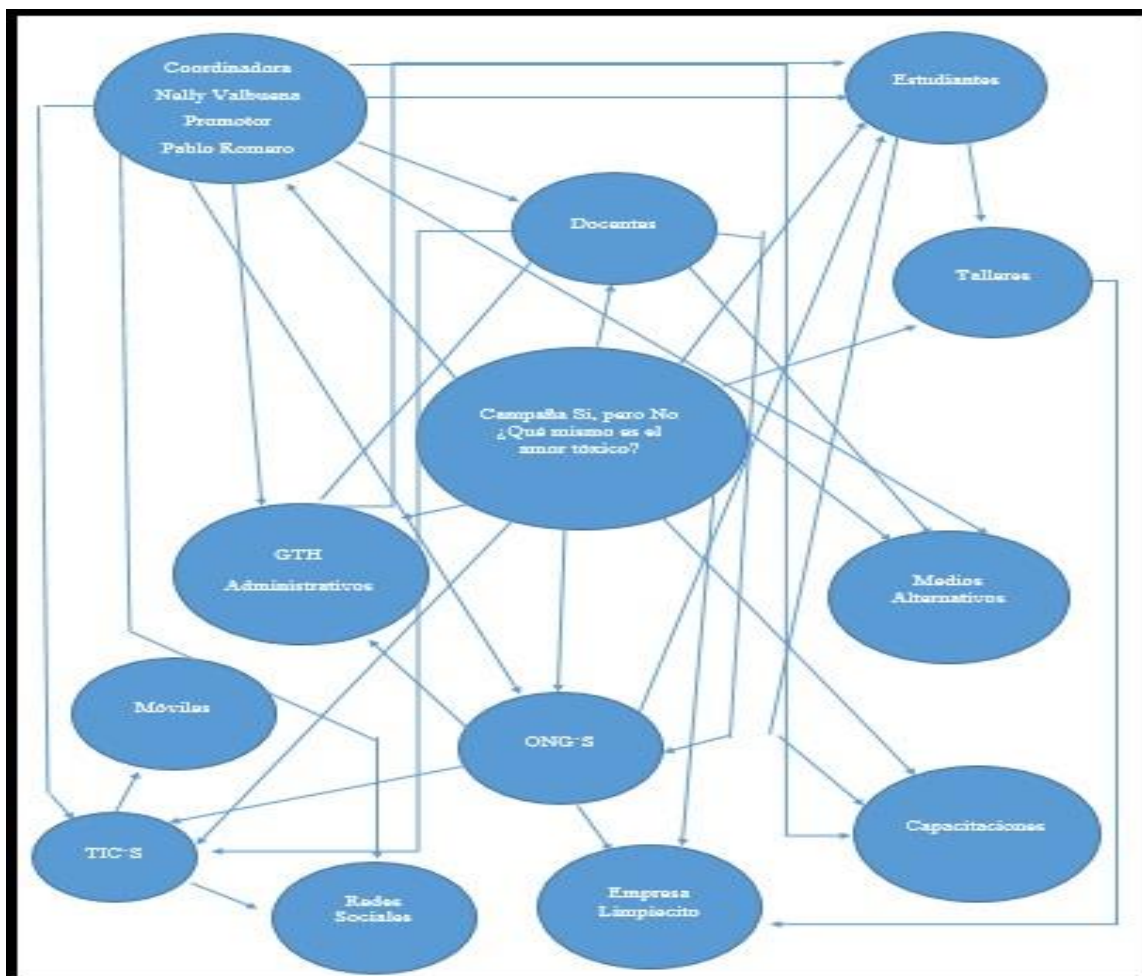 Coordinadora
Nelly Valbuena
Promotor
Pablo Romero
Estudiantes
Docentes
Talleres
Campaña Si, pero No
¿Qué mismo es el
amor tóxico?
GTH
Administrativos
Medios
Alternativos
Móviles
ONG´S
Capacitaciones
TIC´S
Redes
Sociales
Empresa
Limpiecito